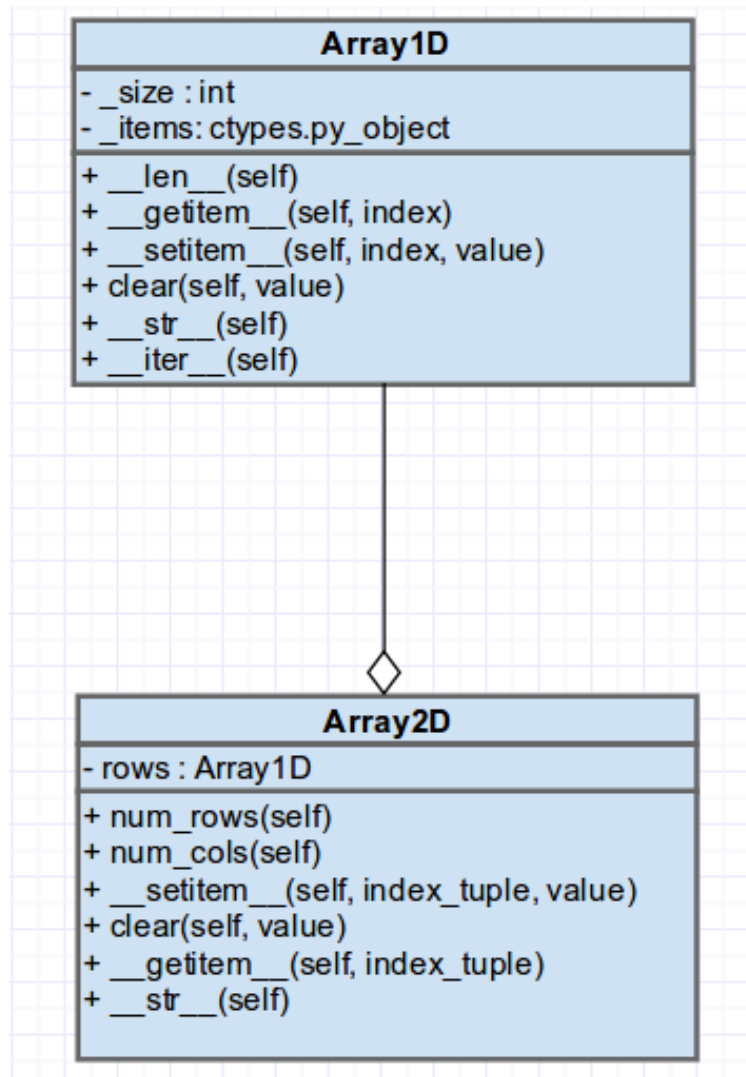 Array1D
- _size : int
- _items: ctypes.py_object
+ __len__(self)
+ __getitem__(self, index)
+ __setitem__(self, index, value)
+ clear(self, value)
+ __str__(self)
+ __iter__(self)
Array2D
- rows : Array1D
+ num_rows(self)
+ num_cols(self)
+ __setitem__(self, index_tuple, value)
+ clear(self, value)
+ __getitem__(self, index_tuple)
+ __str__(self)